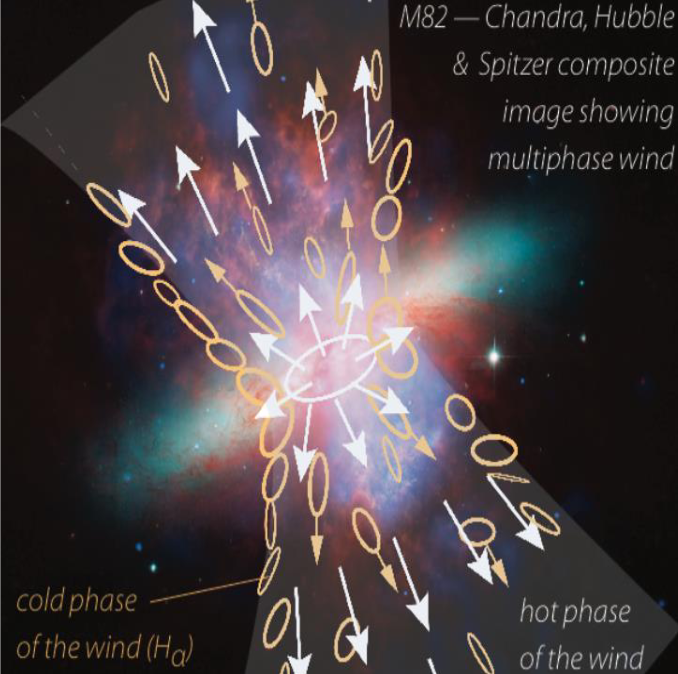 M82 — Chandra, Hubble
& Spitzer composite
image showing
multiphase wind
cold phase
of the wind (Hα)
hot phase
of the wind